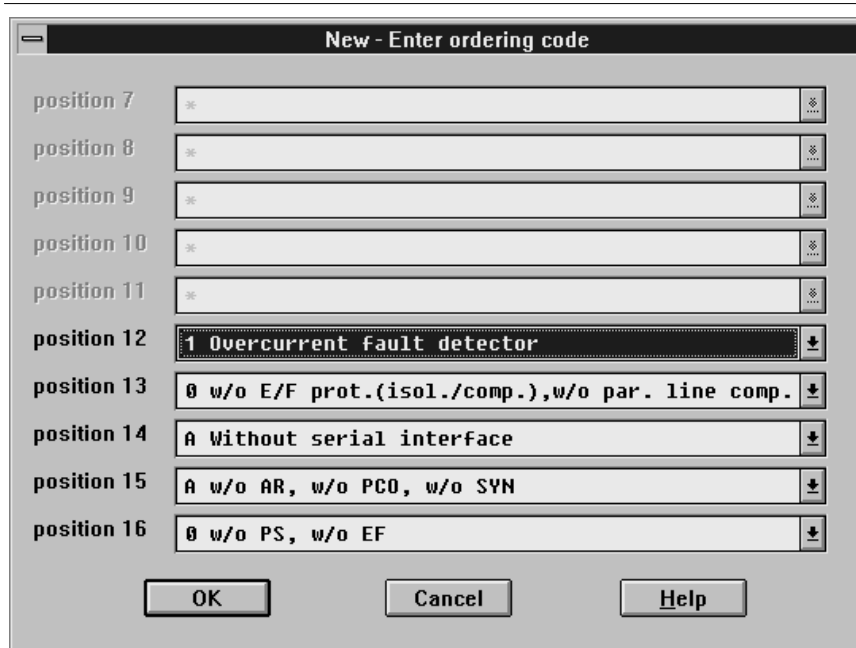 New - Enter ordering code
position 7 *
position 8 *
position 9 *
position 10 *
position 11 *
position 12 1 Overcurrent fault detector
position 13 0 w/o E/F prot.(isol./comp.),w/o par. line comp.
position 14 A Without serial interface
position 15 A w/o AR, w/o PCO, w/o SYN
position 16 0 w/o PS, w/o EF
OK Cancel Help